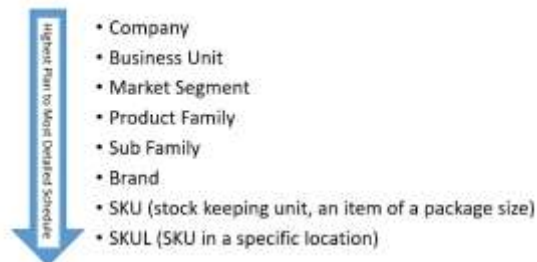 Highest Plan to Most Detailed Schedule
• Company
• Business Unit
• Market Segment
• Product Family
• Sub Family
• Brand
• SKU (stock keeping unit, an item of a package size)
• SKUL (SKU in a specific location)